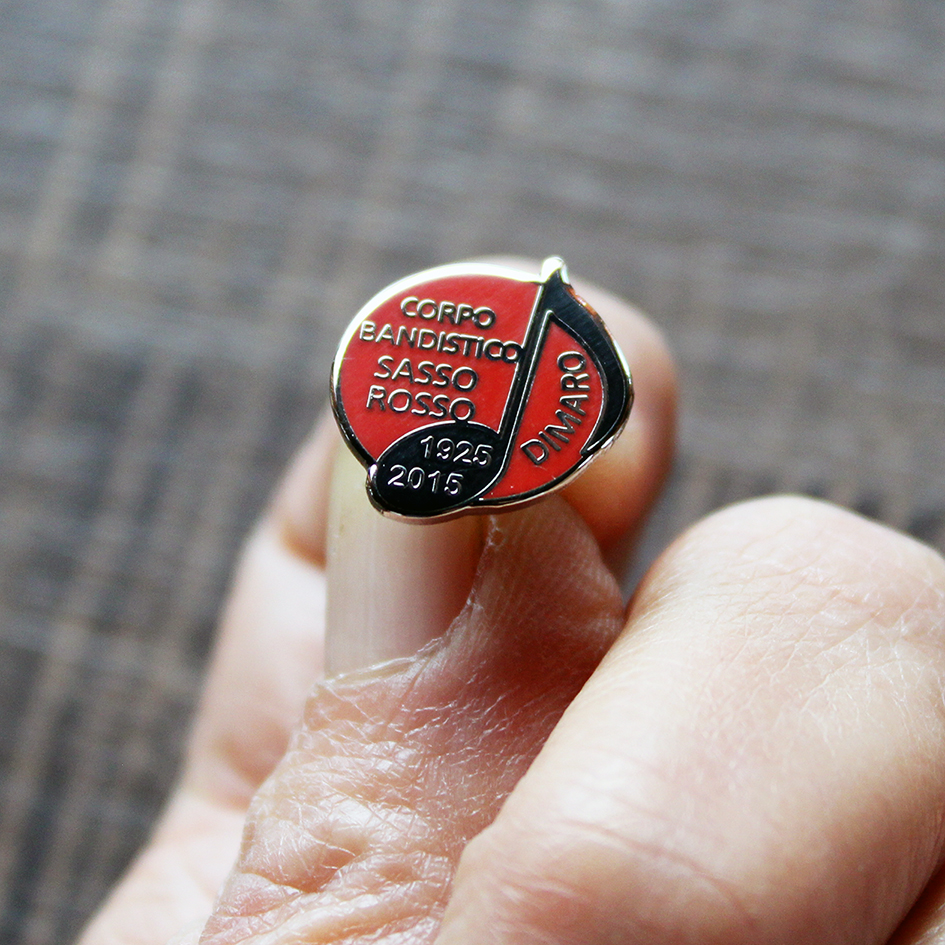 CORPO
BANDISTICO
SASSO
ROSSO
1925
2015
DIMARO